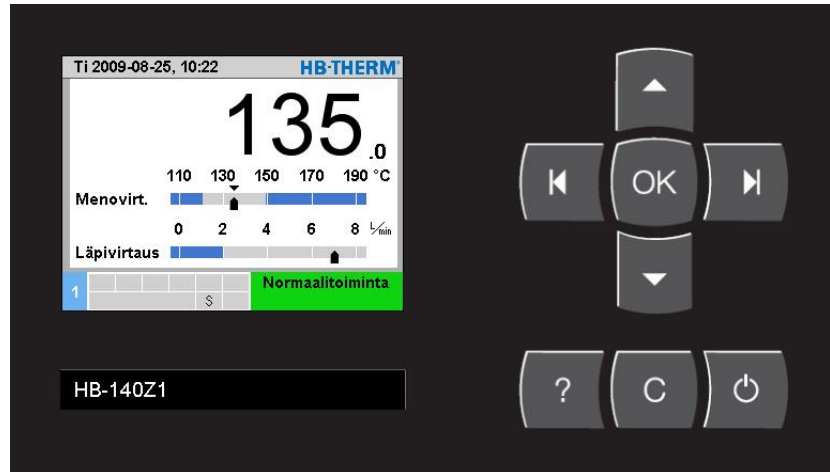 Ti 2009-08-25, 10:22 HB-THERM®
135.0
110 130 150 170 190 °C
Menovirt.
0 2 4 6 8 L/min
Läpivirtaus
1 S Normaalitoiminta
HB-140Z1
OK
? C